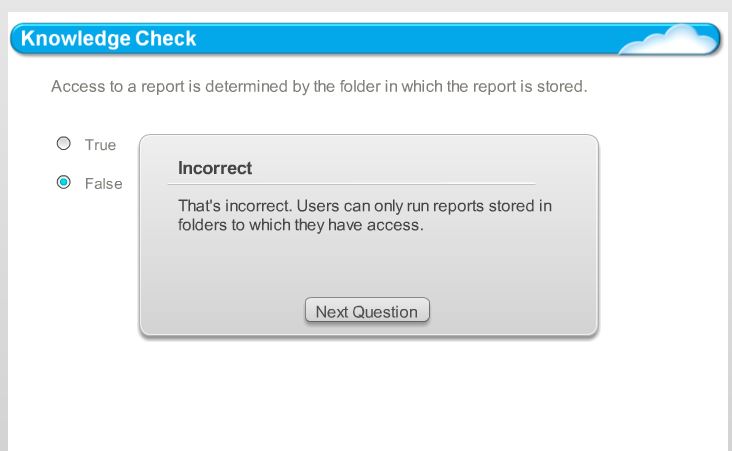 Knowledge Check
Access to a report is determined by the folder in which the report is stored.
True
False
Incorrect
That's incorrect. Users can only run reports stored in
folders to which they have access.
Next Question